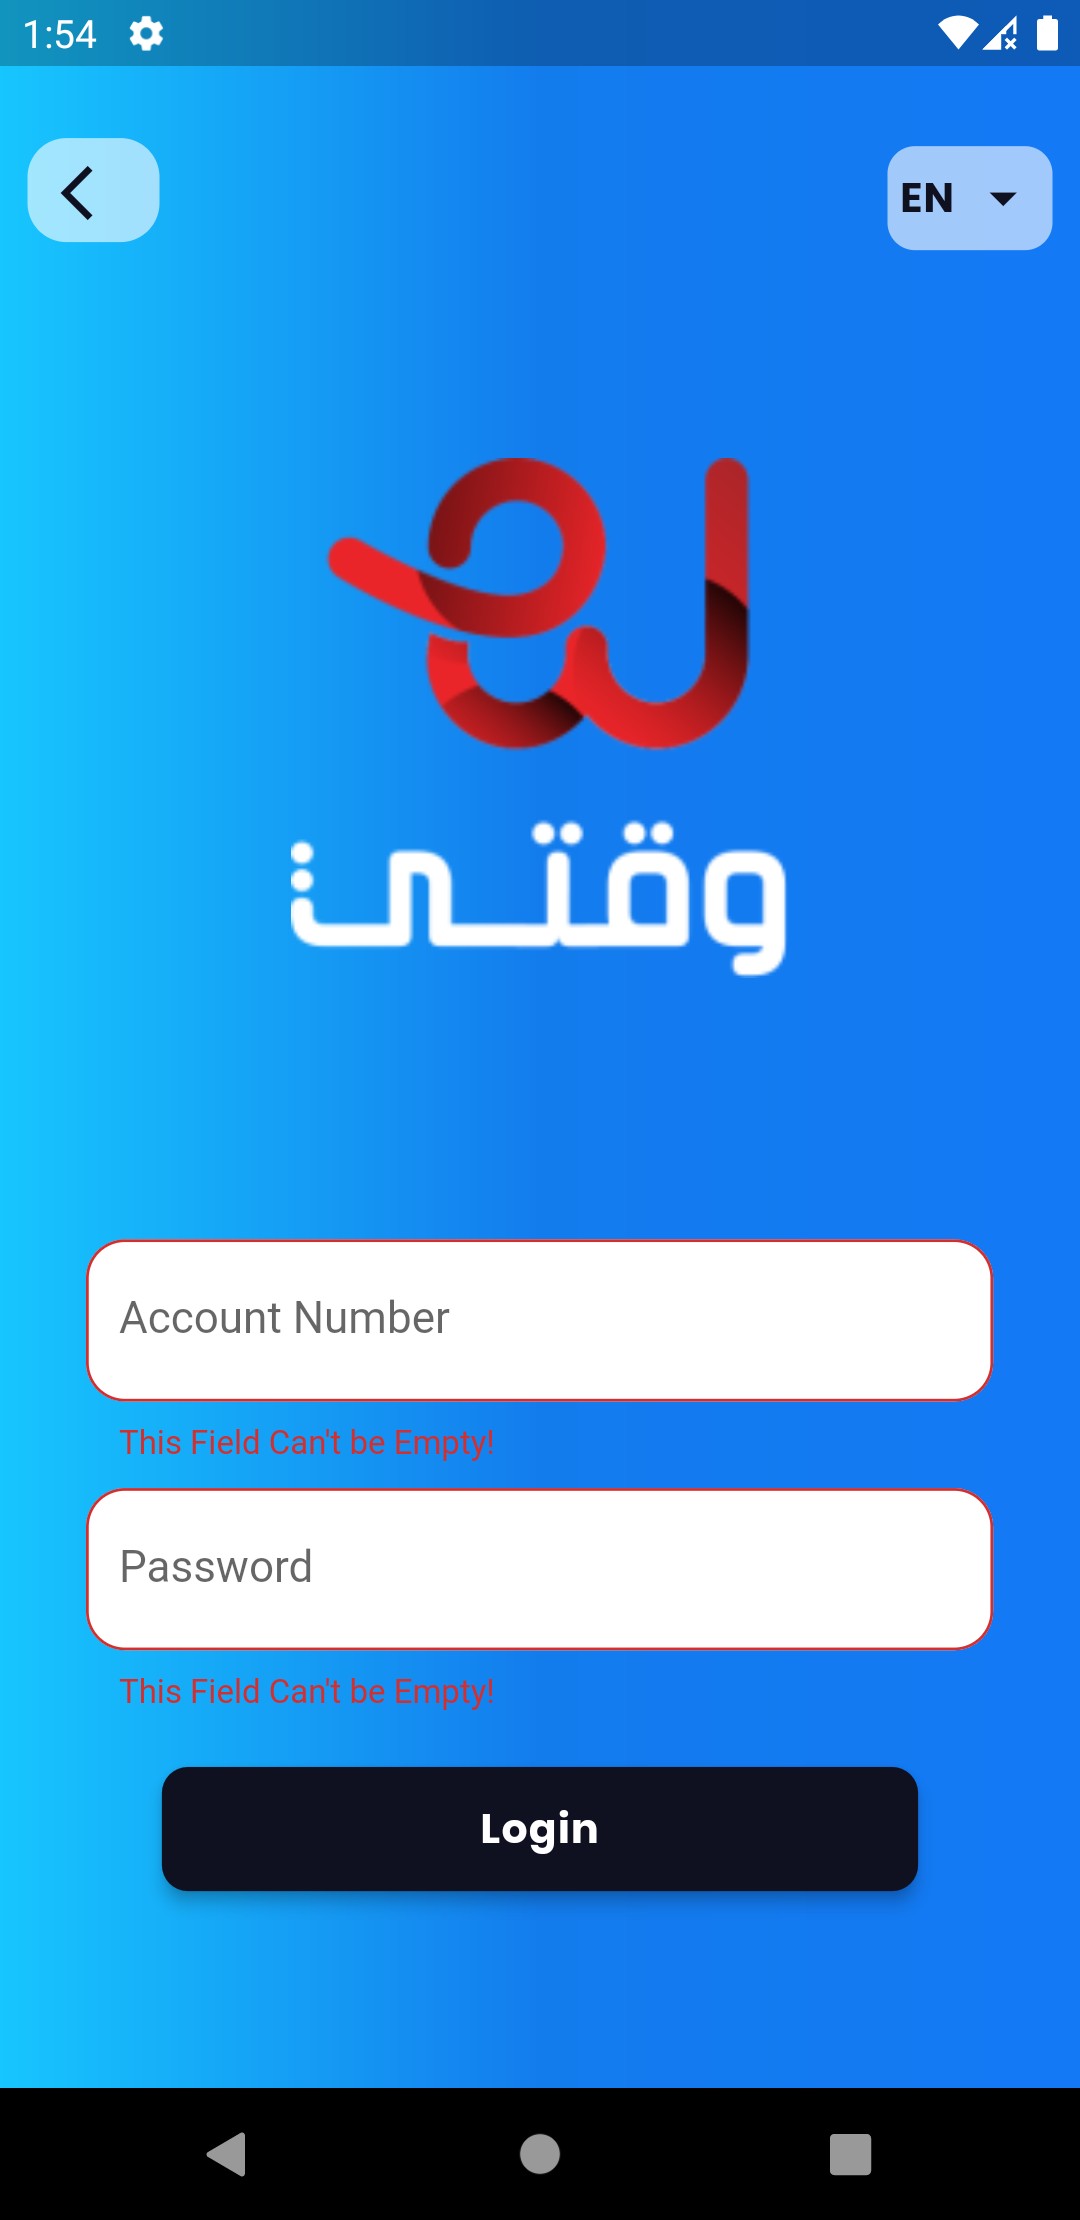 1:54
EN
وقتي
Account Number
This Field Can't be Empty!
Password
This Field Can't be Empty!
Login